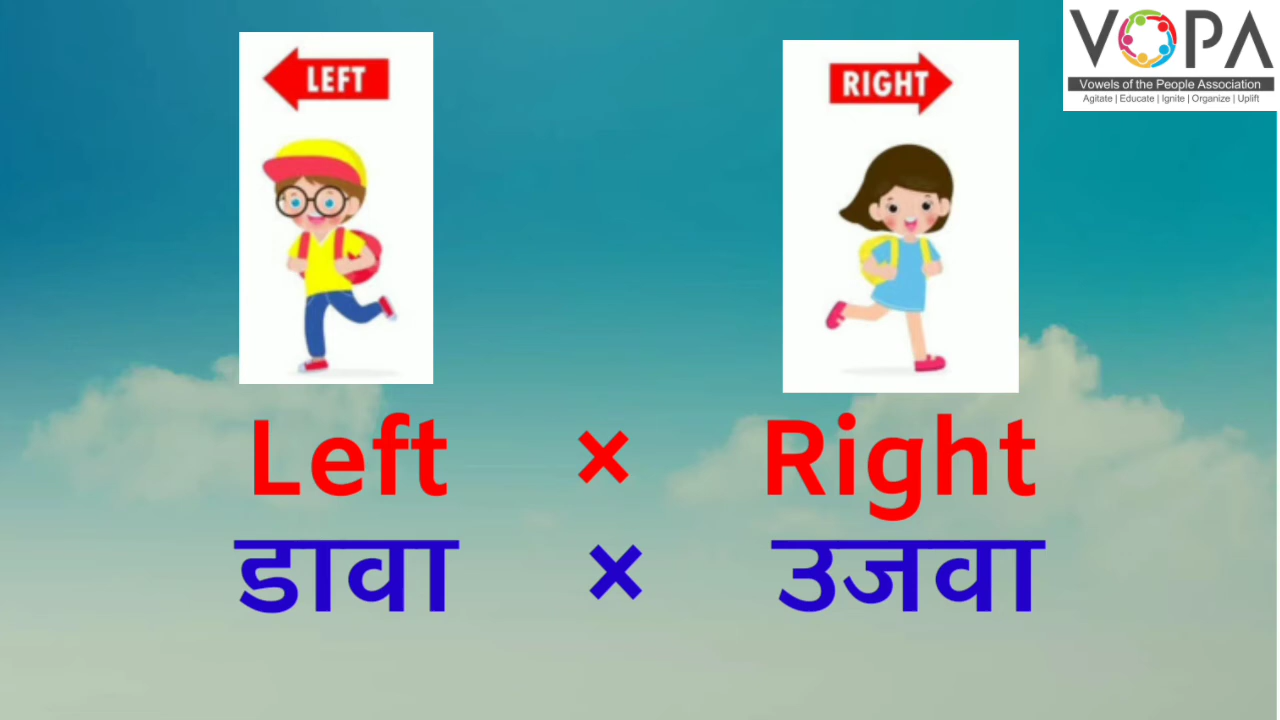 LEFT
RIGHT
VOPA
Vowels of the People Association
Agitate | Educate | Ignite | Organize | Uplift
Left × Right
डावा × उजवा